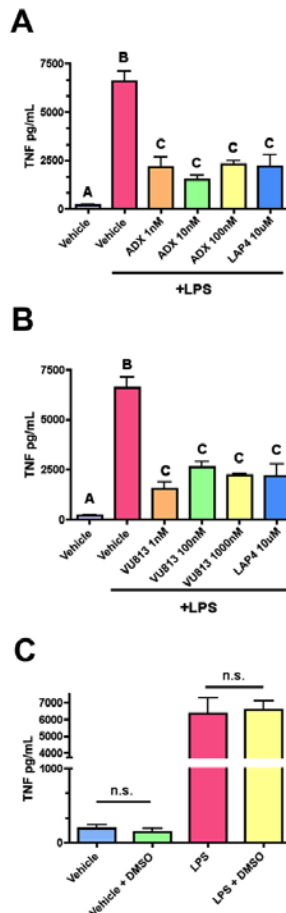 A
TNF pg/mL
7500
5000
2500
0
A
B
C
C
C
C
Vehicle
Vehicle
ADX 1nM
ADX 10nM
ADX 100nM
LAP4 10uM
+LPS
B
TNF pg/mL
7500
5000
2500
0
A
B
C
C
C
C
Vehicle
Vehicle
VU813 1nM
VU813 100nM
VU813 1000nM
LAP4 10uM
+LPS
C
TNF pg/mL
7000
6000
5000
4000
3000
2000
1000
0
n.s.
n.s.
Vehicle
Vehicle + DMSO
LPS
LPS + DMSO